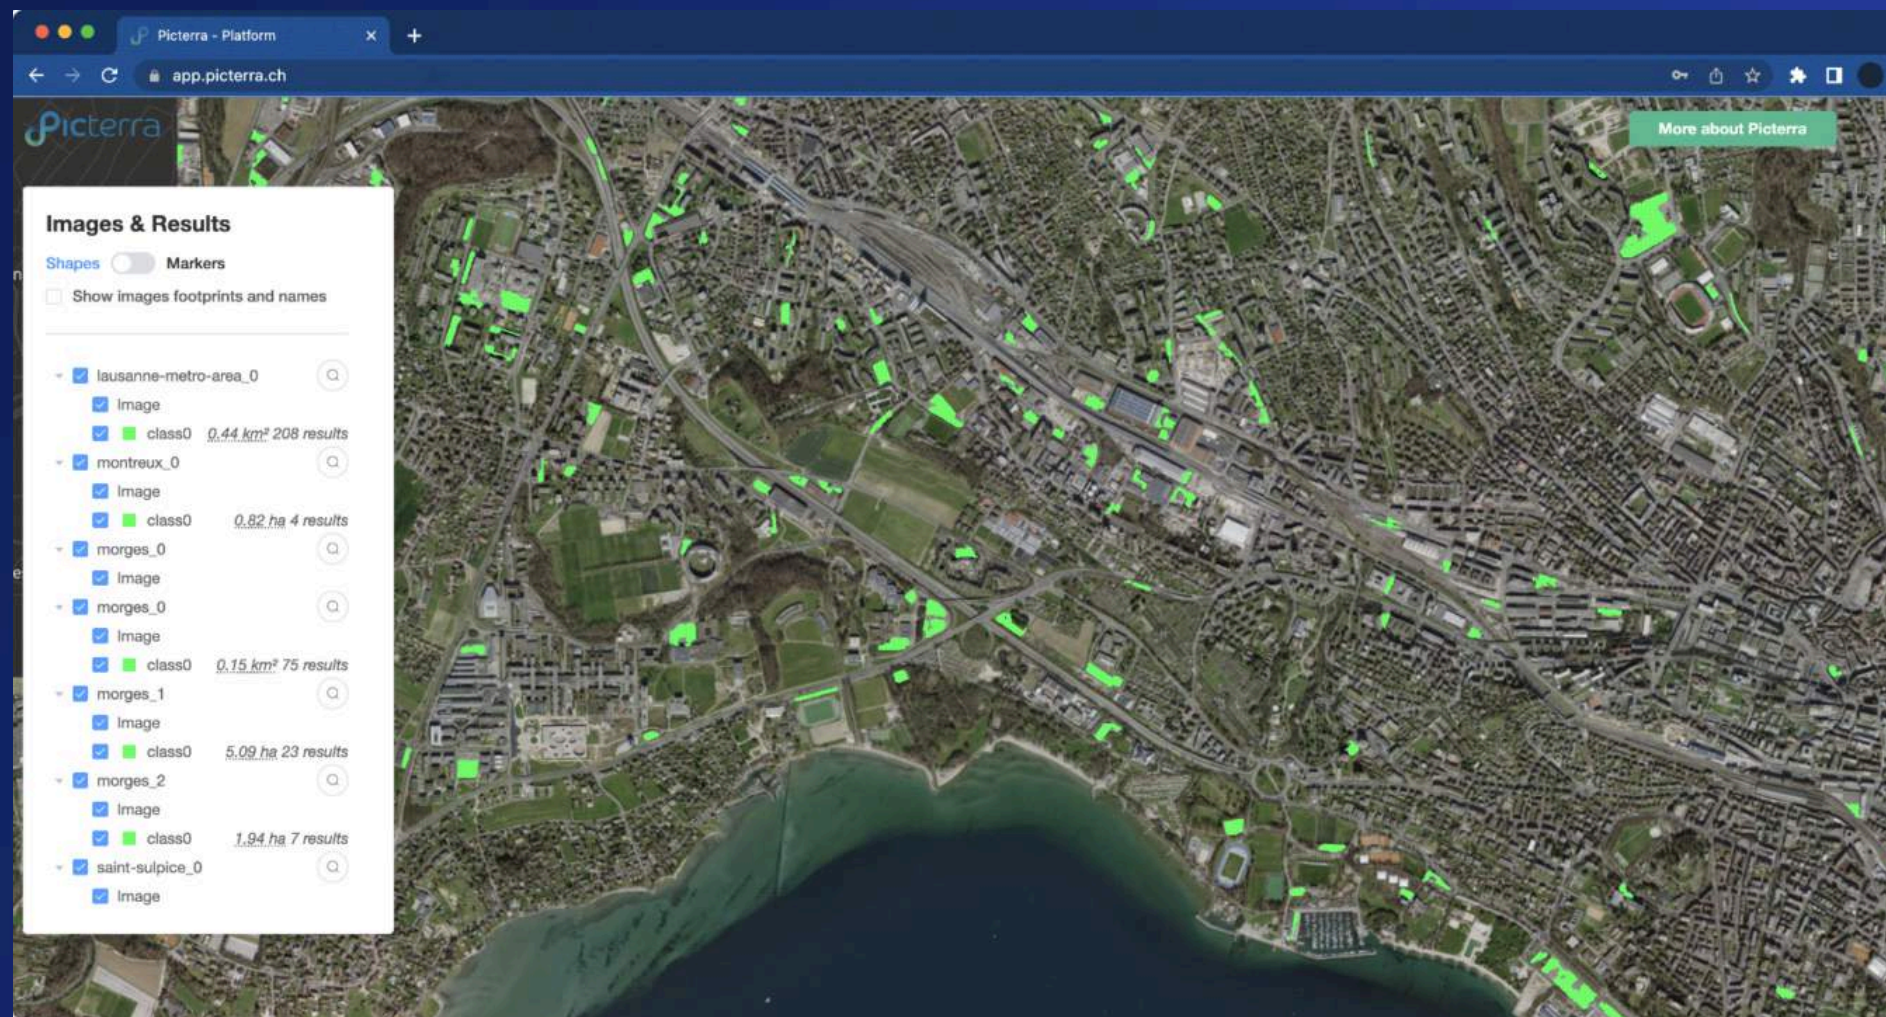 Picterra - Platform
app.picterra.ch
Picterra
More about Picterra
Images & Results
Shapes Markers
Show images footprints and names
lausanne-metro-area_0
Image
class0 0.44 km² 208 results
montreux_0
Image
class0 0.82 ha 4 results
morges_0
Image
morges_0
Image
class0 0.15 km² 75 results
morges_1
Image
class0 5.09 ha 23 results
morges_2
Image
class0 1.94 ha 7 results
saint-sulpice_0
Image